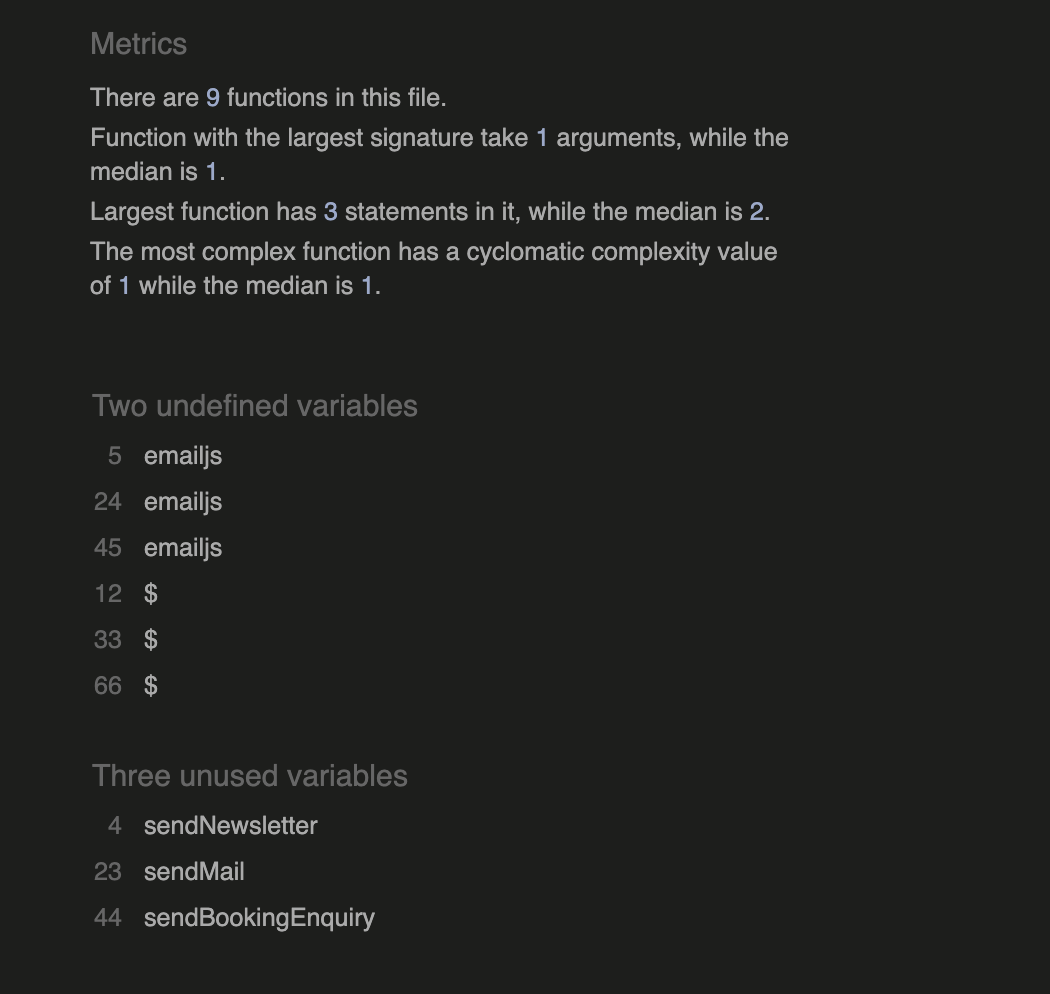 Metrics
There are 9 functions in this file.
Function with the largest signature take 1 arguments, while the
median is 1.
Largest function has 3 statements in it, while the median is 2.
The most complex function has a cyclomatic complexity value
of 1 while the median is 1.
Two undefined variables
5 emailjs
24 emailjs
45 emailjs
12 $
33 $
66 $
Three unused variables
4 sendNewsletter
23 sendMail
44 sendBookingEnquiry